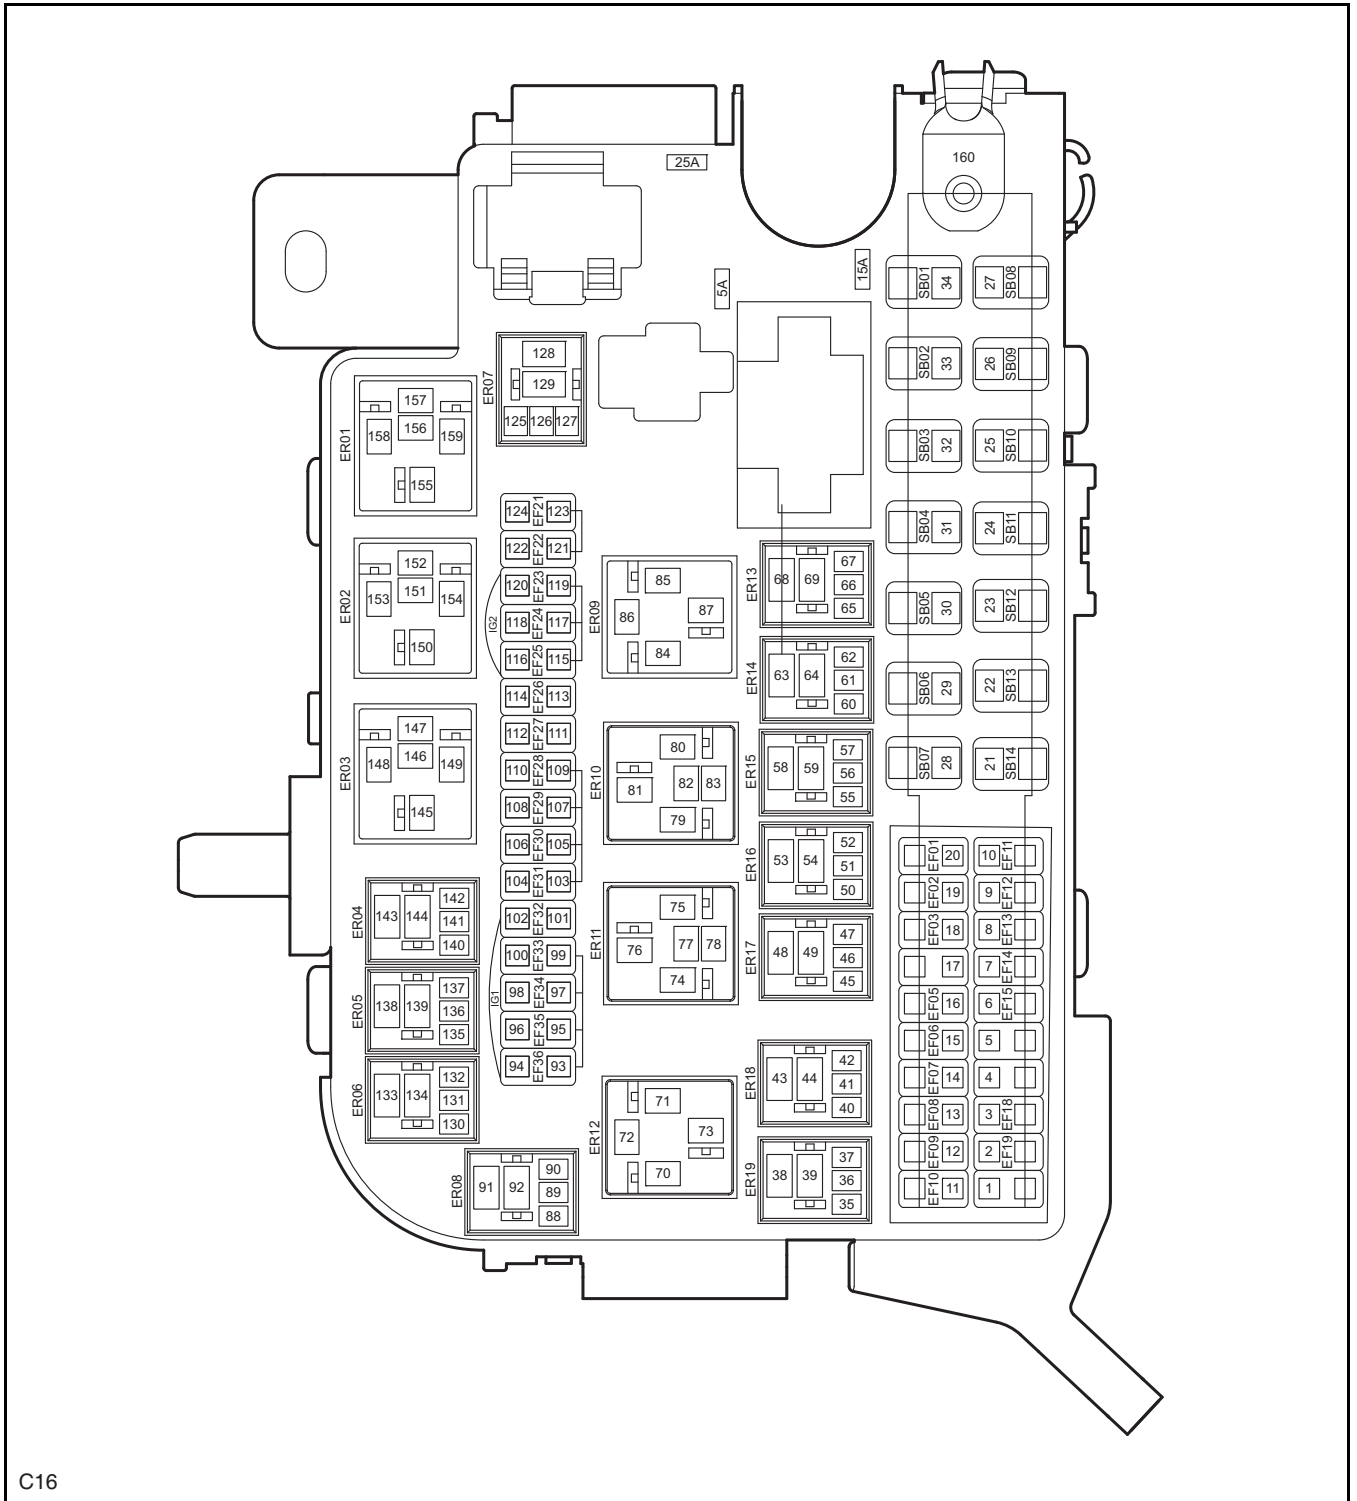 160
25A
5A
15A
SB01 34
27 SB08
SB02 33
26 SB09
SB03 32
25 SB10
SB04 31
24 SB11
SB05 30
23 SB12
SB06 29
22 SB13
SB07 28
21 SB14
ER07
128
129
125 126 127
ER01
157
158 156 159
155
ER02
152
153 151 154
150
ER03
147
148 146 149
145
124 EF21 123
122 EF22 121
120 EF23 119
IG2
118 EF24 117
116 EF25 115
114 EF26 113
112 EF27 111
110 EF28 109
108 EF29 107
106 EF30 105
104 EF31 103
102 EF32 101
100 EF33 99
IG1
98 EF34 97
96 EF35 95
94 EF36 93
ER09
85
86 87
84
ER10
80
81 82 83
79
ER11
75
76 77 78
74
ER12
71
72 73
70
ER13
68 69 67
66
65
ER14
63 64 62
61
60
ER15
58 59 57
56
55
ER16
53 54 52
51
50
ER17
48 49 47
46
45
ER18
43 44 42
41
40
ER19
38 39 37
36
35
ER04
143 144 142
141
140
ER05
138 139 137
136
135
ER06
133 134 132
131
130
ER08
91 92 90
89
88
EF01 20 10 EF11
EF02 19 9 EF12
EF03 18 8 EF13
17 7 EF14
EF05 16 6 EF15
EF06 15 5
EF07 14 4
EF08 13 3 EF18
EF09 12 2 EF19
EF10 11 1
C16